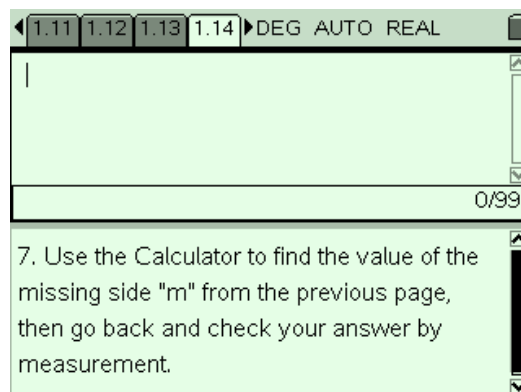 1.11 1.12 1.13 1.14 DEG AUTO REAL
0/99
7. Use the Calculator to find the value of the
missing side "m" from the previous page,
then go back and check your answer by
measurement.